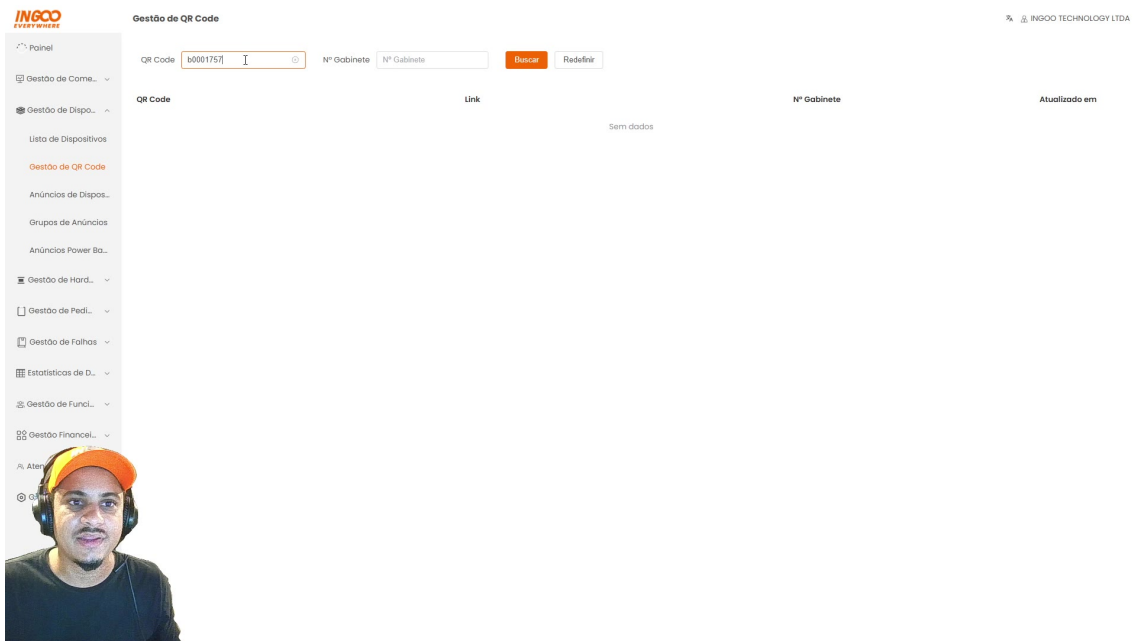 INGOO
EVERYWHERE
Gestão de QR Code
INGOO TECHNOLOGY LTDA
Painel
QR Code b0001757 Nº Gabinete Nº Gabinete Buscar Redefinir
Gestão de Come...
QR Code Link Nº Gabinete Atualizado em
Gestão de Dispo...
Sem dados
Lista de Dispositivos
Gestão de QR Code
Anúncios de Dispos...
Grupos de Anúncios
Anúncios Power Ba...
Gestão de Hard...
Gestão de Pedi...
Gestão de Falhas
Estatísticas de D...
Gestão de Funci...
Gestão Financei...
Aten